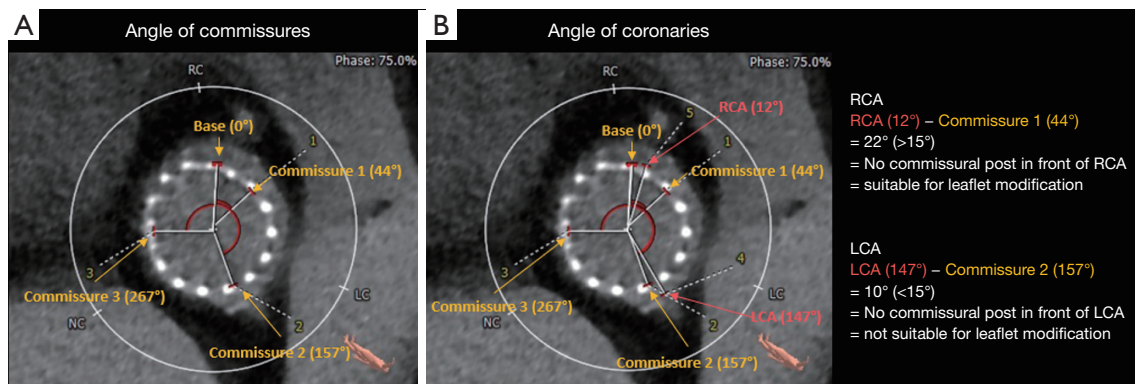 A
Angle of commissures
Phase: 75.0%
RC
Base (0°)
1
Commissure 1 (44°)
3
Commissure 3 (267°)
LC
NC
2
Commissure 2 (157°)
B
Angle of coronaries
Phase: 75.0%
RC
RCA (12°)
5
Base (0°)
1
Commissure 1 (44°)
3
4
Commissure 3 (267°)
LC
LCA (147°)
NC
2
Commissure 2 (157°)
RCA
RCA (12°) – Commissure 1 (44°)
= 22° (>15°)
= No commissural post in front of RCA
= suitable for leaflet modification
LCA
LCA (147°) – Commissure 2 (157°)
= 10° (<15°)
= No commissural post in front of LCA
= not suitable for leaflet modification